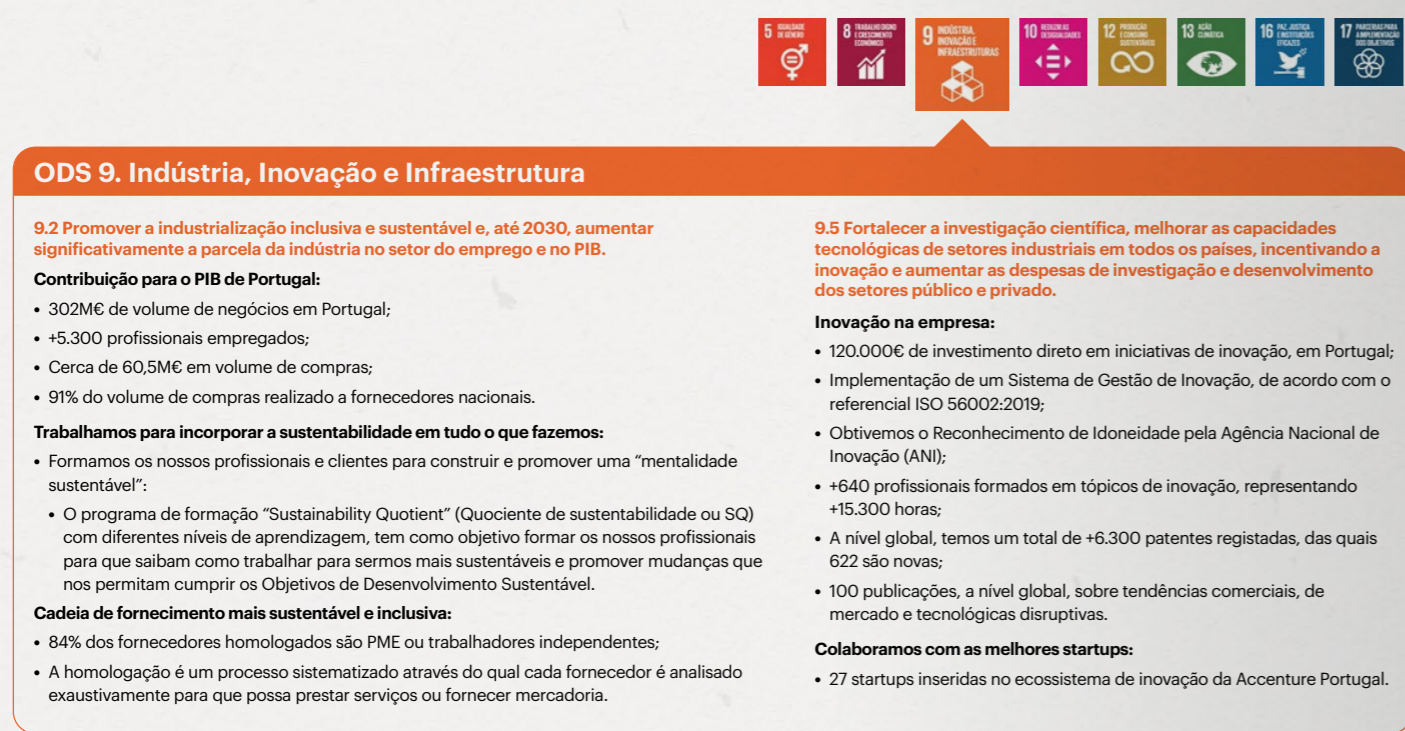 5 IGUALDADE
DE GÉNERO
8 TRABALHO DIGNO
E CRESCIMENTO
ECONÓMICO
9 INDÚSTRIA,
INOVAÇÃO E
INFRAESTRUTURAS
10 REDUZIR AS
DESIGUALDADES
12 PRODUÇÃO
E CONSUMO
SUSTENTÁVEIS
13 AÇÃO
CLIMÁTICA
16 PAZ, JUSTIÇA
E INSTITUIÇÕES
EFICAZES
17 PARCERIAS PARA
A IMPLEMENTAÇÃO
DOS OBJETIVOS
ODS 9. Indústria, Inovação e Infraestrutura
9.2 Promover a industrialização inclusiva e sustentável e, até 2030, aumentar
significativamente a parcela da indústria no setor do emprego e no PIB.
Contribuição para o PIB de Portugal:
• 302M€ de volume de negócios em Portugal;
• +5.300 profissionais empregados;
• Cerca de 60,5M€ em volume de compras;
• 91% do volume de compras realizado a fornecedores nacionais.
Trabalhamos para incorporar a sustentabilidade em tudo o que fazemos:
• Formamos os nossos profissionais e clientes para construir e promover uma “mentalidade
sustentável”:
• O programa de formação “Sustainability Quotient” (Quociente de sustentabilidade ou SQ)
com diferentes níveis de aprendizagem, tem como objetivo formar os nossos profissionais
para que saibam como trabalhar para sermos mais sustentáveis e promover mudanças que
nos permitam cumprir os Objetivos de Desenvolvimento Sustentável.
Cadeia de fornecimento mais sustentável e inclusiva:
• 84% dos fornecedores homologados são PME ou trabalhadores independentes;
• A homologação é um processo sistematizado através do qual cada fornecedor é analisado
exaustivamente para que possa prestar serviços ou fornecer mercadoria.
9.5 Fortalecer a investigação científica, melhorar as capacidades
tecnológicas de setores industriais em todos os países, incentivando a
inovação e aumentar as despesas de investigação e desenvolvimento
dos setores público e privado.
Inovação na empresa:
• 120.000€ de investimento direto em iniciativas de inovação, em Portugal;
• Implementação de um Sistema de Gestão de Inovação, de acordo com o
referencial ISO 56002:2019;
• Obtivemos o Reconhecimento de Idoneidade pela Agência Nacional de
Inovação (ANI);
• +640 profissionais formados em tópicos de inovação, representando
+15.300 horas;
• A nível global, temos um total de +6.300 patentes registadas, das quais
622 são novas;
• 100 publicações, a nível global, sobre tendências comerciais, de
mercado e tecnológicas disruptivas.
Colaboramos com as melhores startups:
• 27 startups inseridas no ecossistema de inovação da Accenture Portugal.